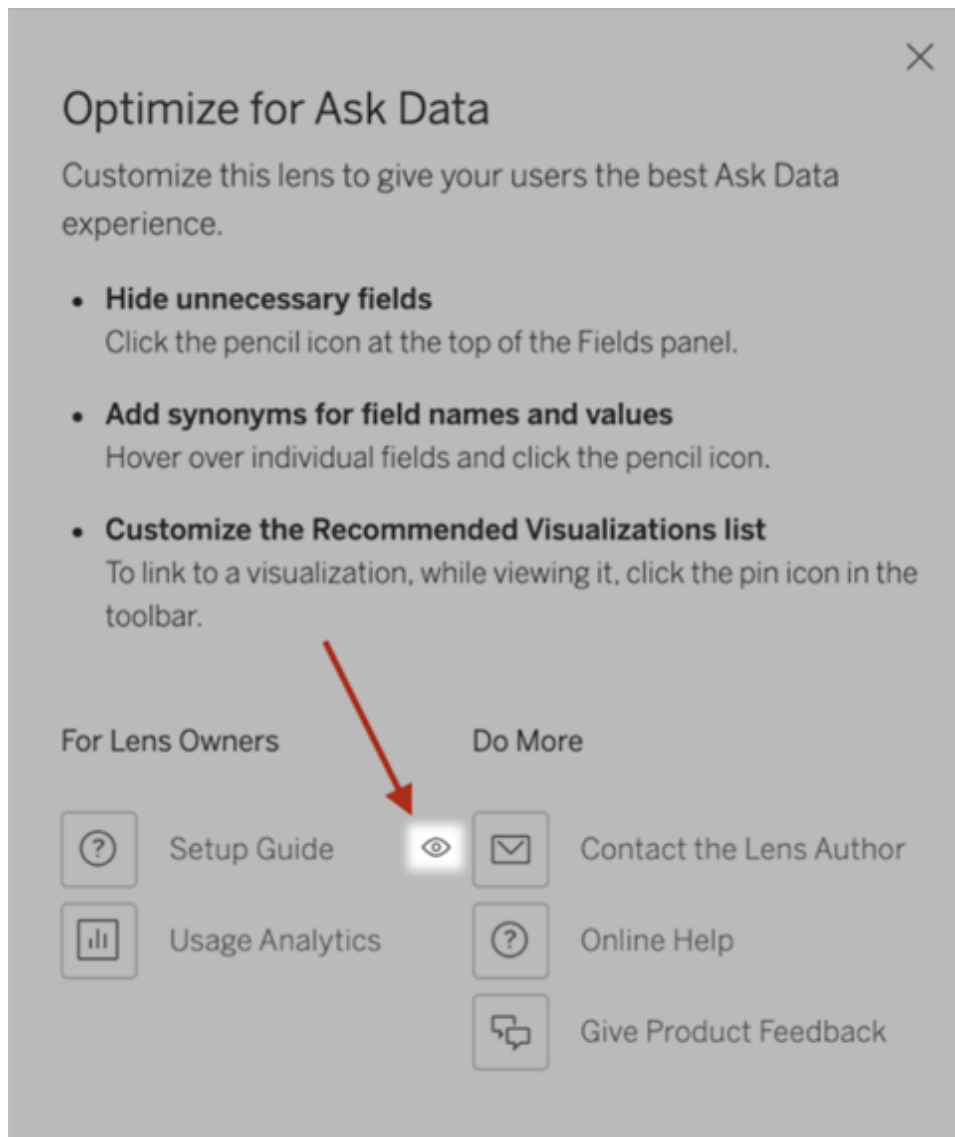 Optimize for Ask Data
Customize this lens to give your users the best Ask Data
experience.
• Hide unnecessary fields
Click the pencil icon at the top of the Fields panel.
• Add synonyms for field names and values
Hover over individual fields and click the pencil icon.
• Customize the Recommended Visualizations list
To link to a visualization, while viewing it, click the pin icon in the
toolbar.
For Lens Owners
Setup Guide
Usage Analytics
Do More
Contact the Lens Author
Online Help
Give Product Feedback